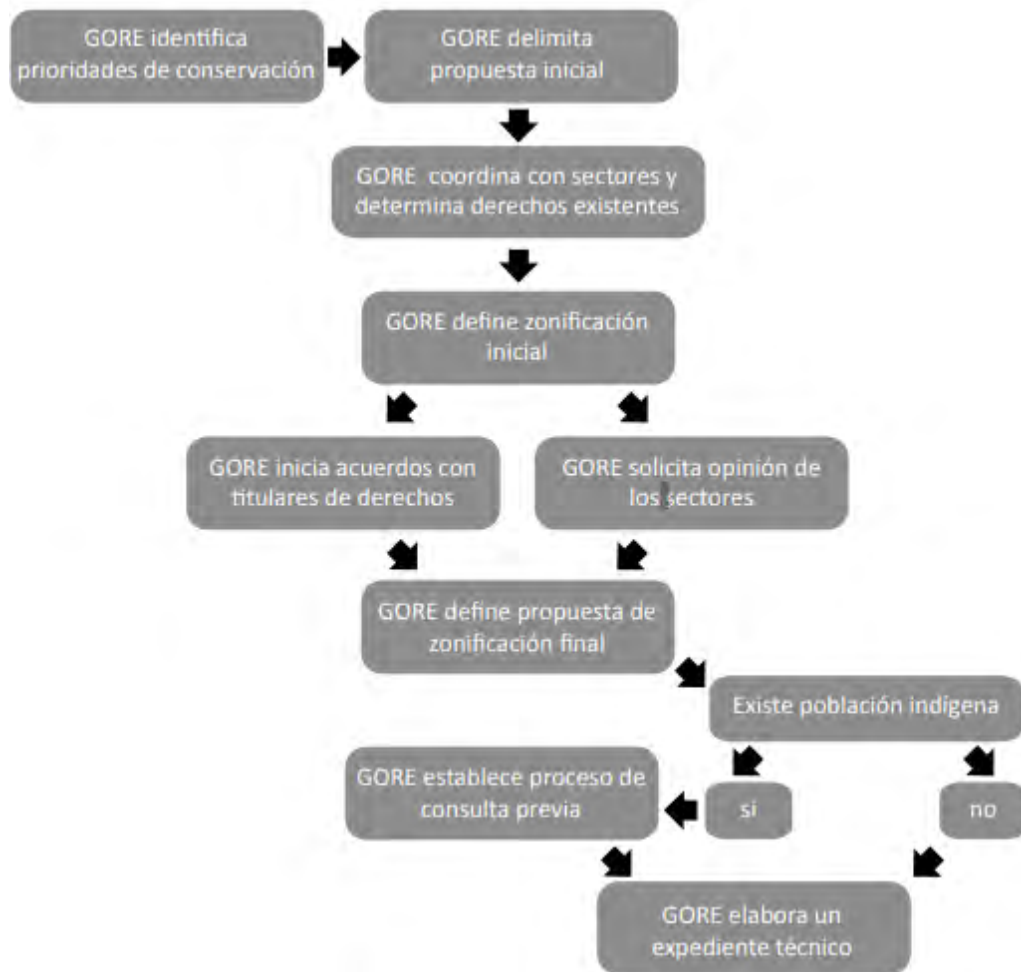 GORE identifica
prioridades de conservación
GORE delimita
propuesta inicial
GORE coordina con sectores y
determina derechos existentes
GORE define zonificación
inicial
GORE inicia acuerdos con
titulares de derechos
GORE solicita opinión de
los sectores
GORE define propuesta de
zonificación final
Existe población indígena
GORE establece proceso de
consulta previa
si
no
GORE elabora un
expediente técnico